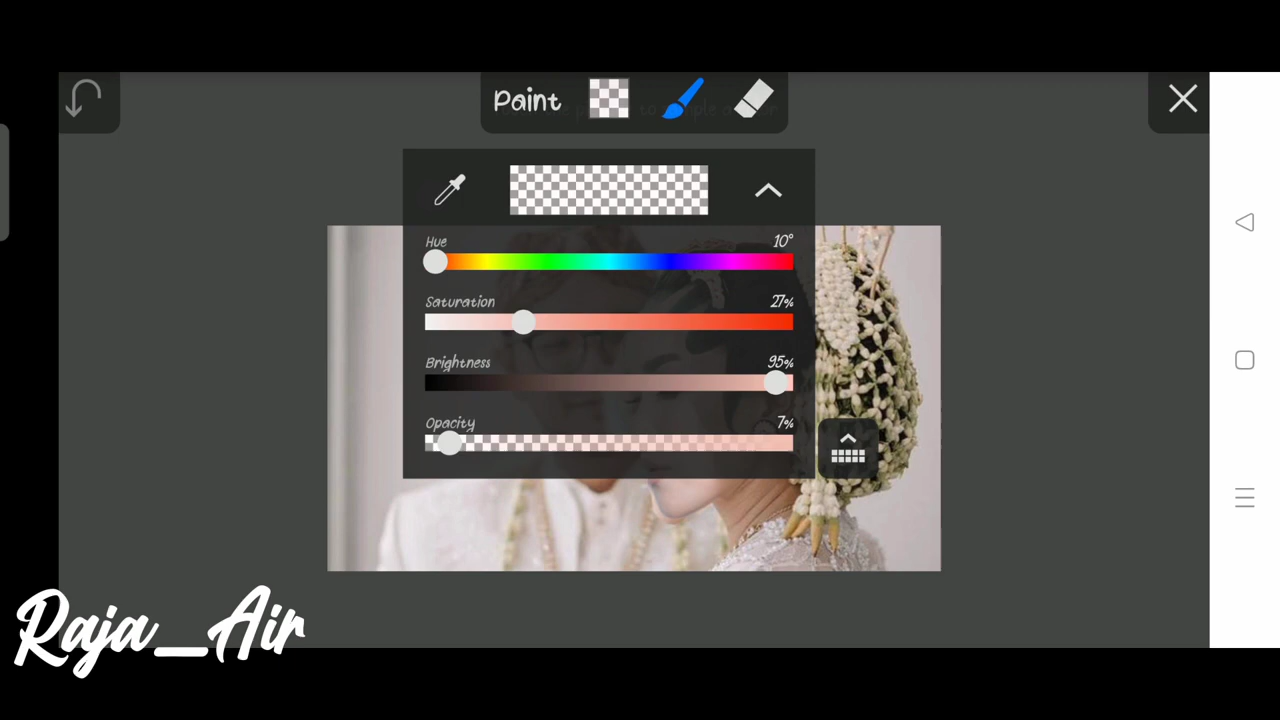 Paint
Hue 10°
Saturation 27%
Brightness 95%
Opacity 7%
Raja_Air